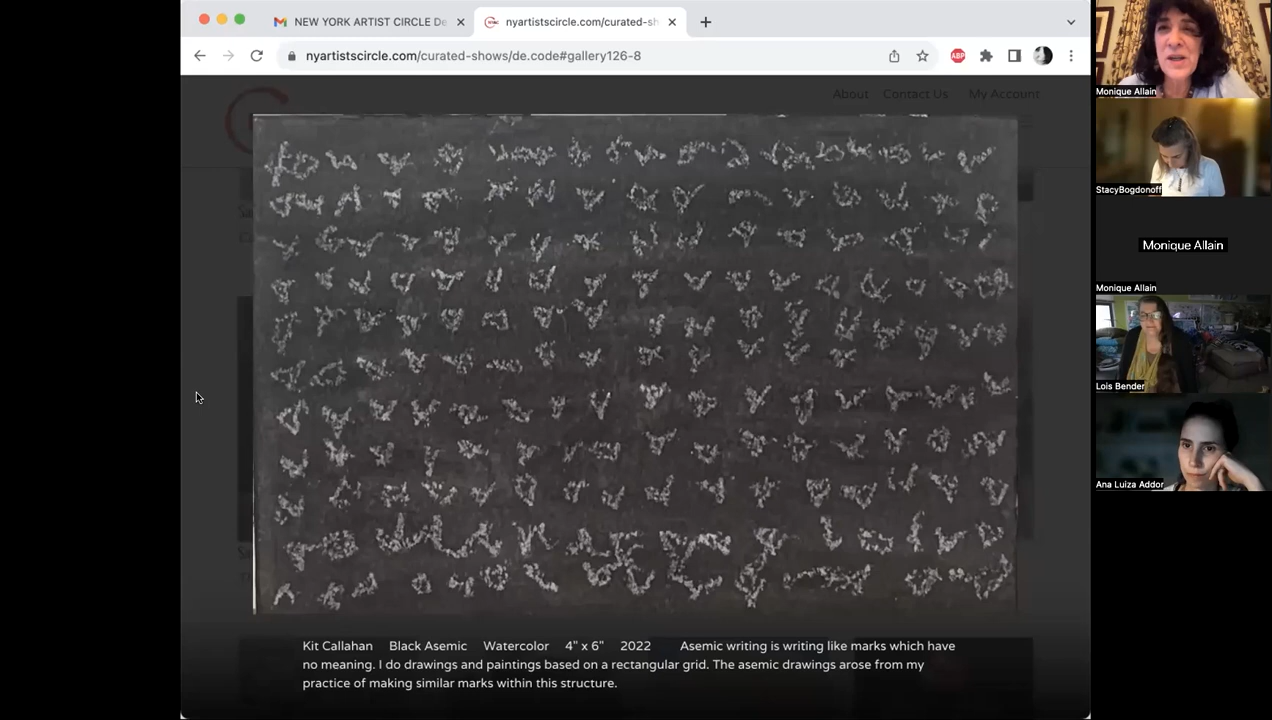 NEW YORK ARTIST CIRCLE De
nyartistscircle.com/curated-sh
nyartistscircle.com/curated-shows/de.code#gallery126-8
ABP
About Contact Us My Account
Kit Callahan Black Asemic Watercolor 4" x 6" 2022 Asemic writing is writing like marks which have
no meaning. I do drawings and paintings based on a rectangular grid. The asemic drawings arose from my
practice of making similar marks within this structure.
Monique Allain
StacyBogdonoff
Monique Allain
Monique Allain
Lois Bender
Ana Luiza Addor